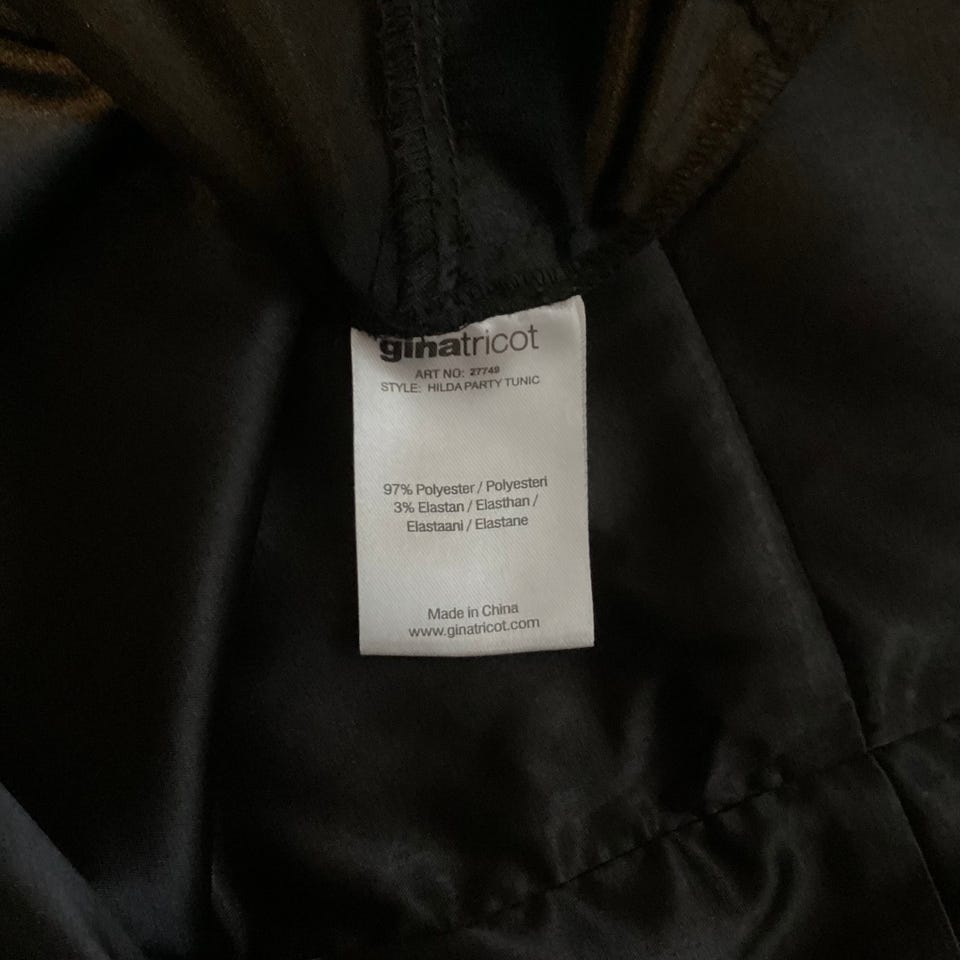 ginatricot
ART NO: 27749
STYLE: HILDA PARTY TUNIC
97% Polyester / Polyesteri
3% Elastan / Elasthan /
Elastaani / Elastane
Made in China
www.ginatricot.com